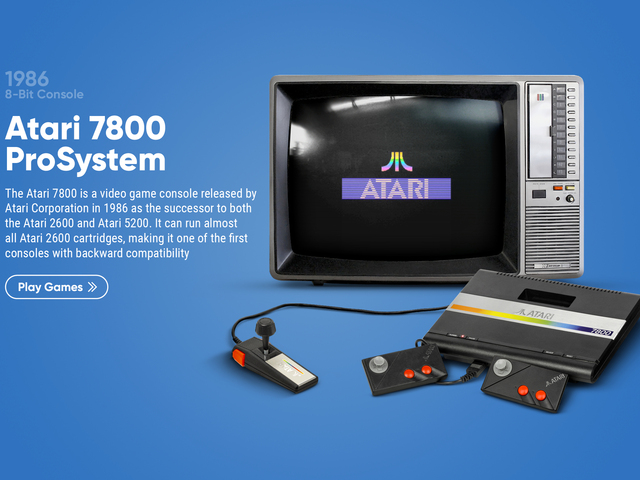 1986
8-Bit Console
Atari 7800
ProSystem
The Atari 7800 is a video game console released by
Atari Corporation in 1986 as the successor to both
the Atari 2600 and Atari 5200. It can run almost
all Atari 2600 cartridges, making it one of the first
consoles with backward compatibility
Play Games
ATARI
ATARI
7800
ATARI